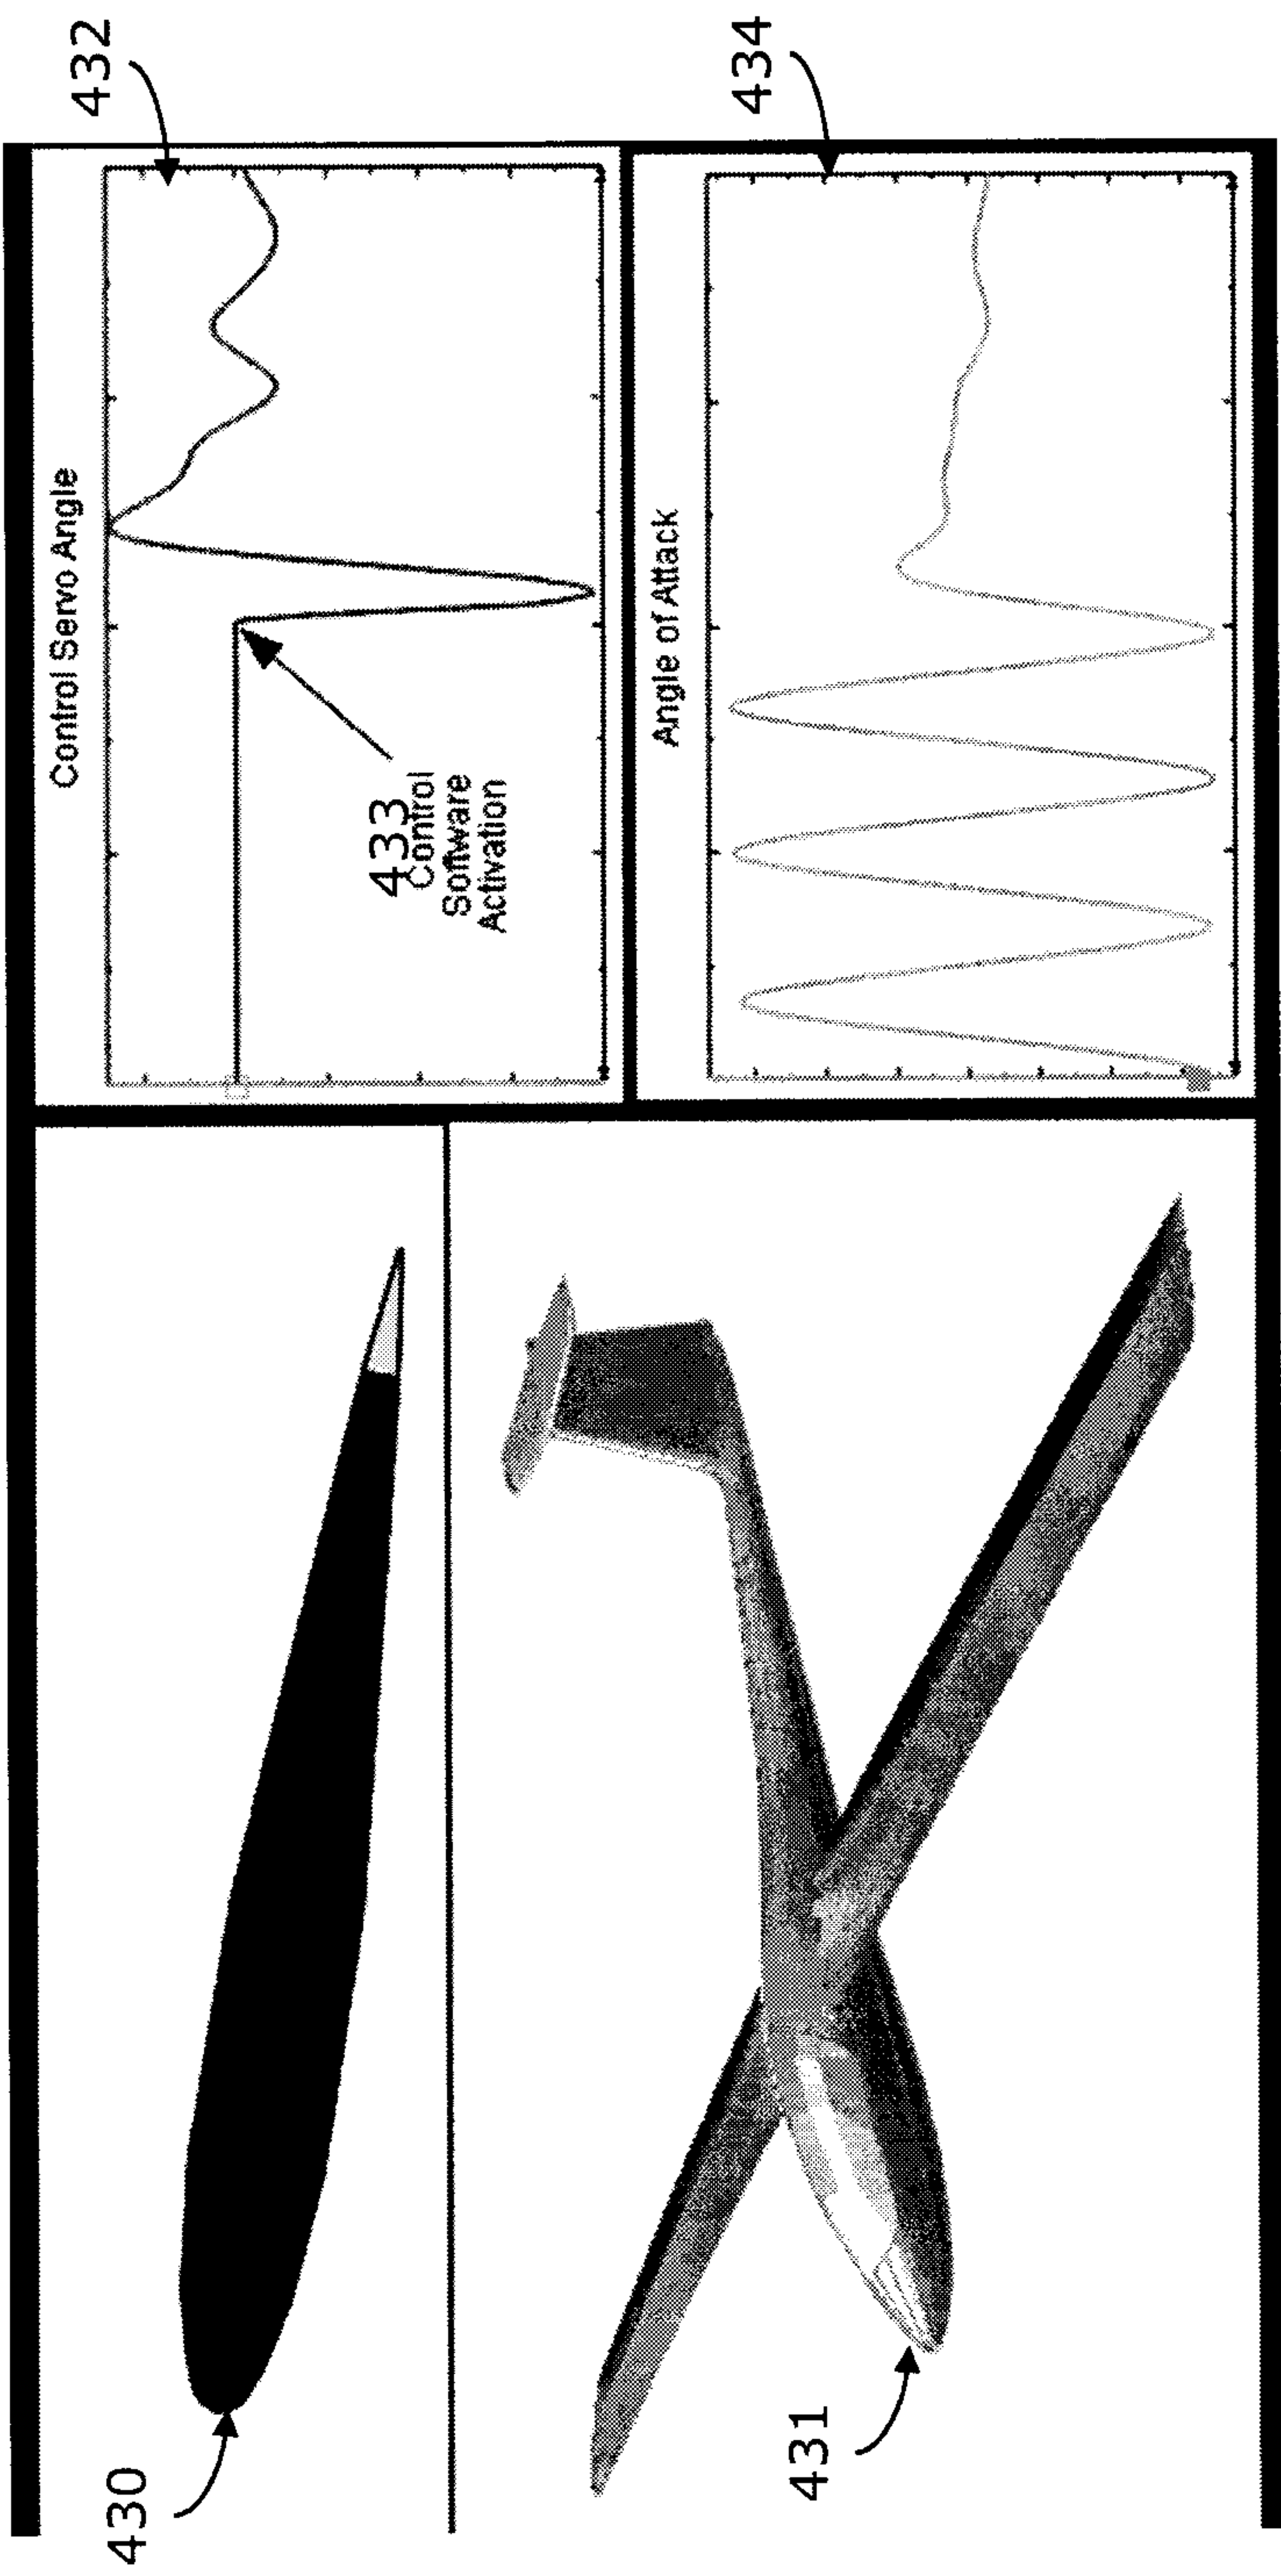 430
431
Control Servo Angle
432
433
Control
Software
Activation
Angle of Attack
434